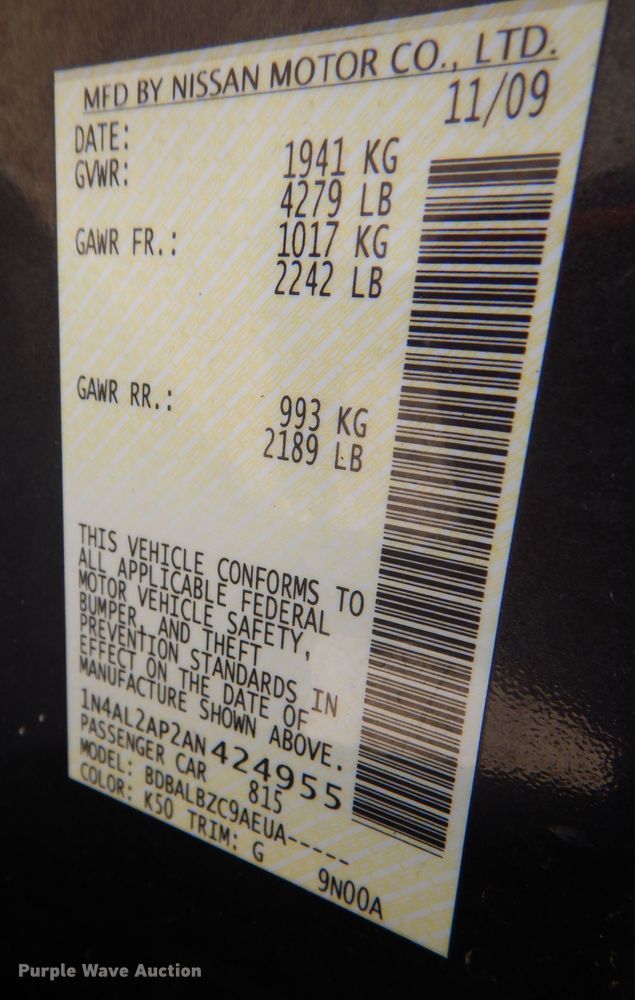 MFD BY NISSAN MOTOR CO., LTD.
DATE: 11/09
GVWR: 1941 KG
4279 LB
GAWR FR.: 1017 KG
2242 LB
GAWR RR.: 993 KG
2189 LB
THIS VEHICLE CONFORMS TO
ALL APPLICABLE FEDERAL
MOTOR VEHICLE SAFETY,
BUMPER, AND THEFT
PREVENTION STANDARDS IN
EFFECT ON THE DATE OF
MANUFACTURE SHOWN ABOVE.
1N4AL2AP2AN424955
PASSENGER CAR 815
MODEL: BDBALBZC9AEUA-----
COLOR: K50 TRIM: G 9N00A
Purple Wave Auction